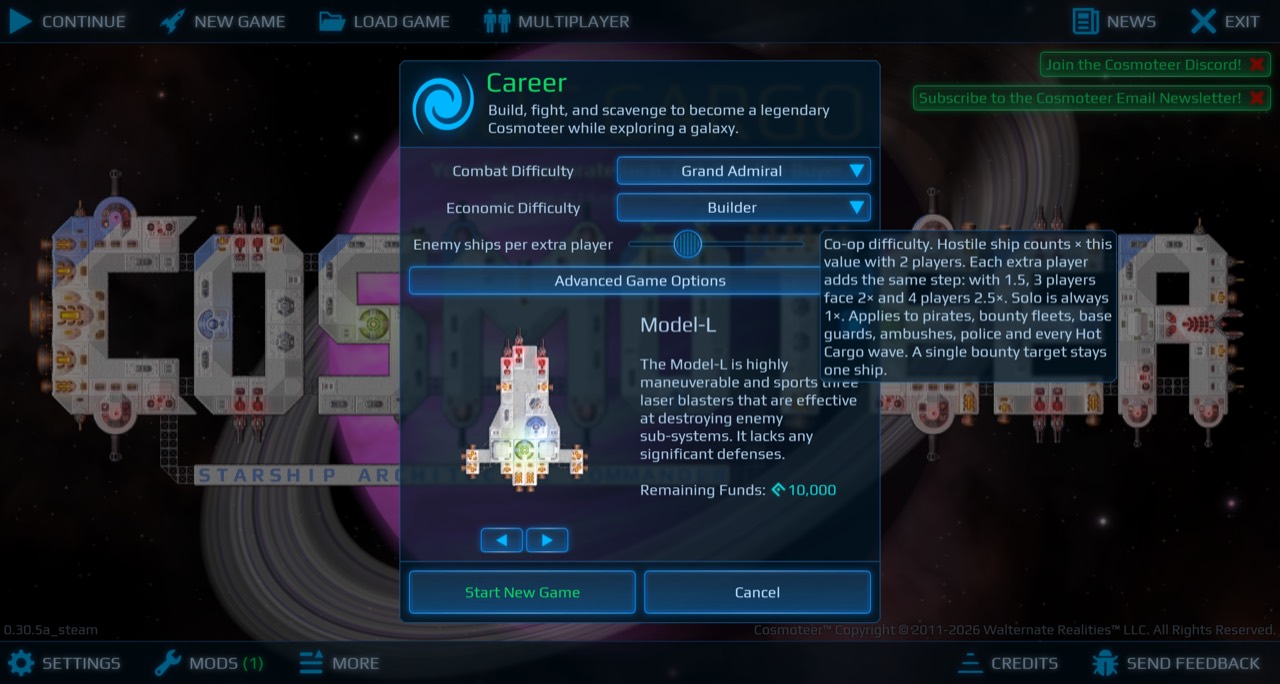 CONTINUE
NEW GAME
LOAD GAME
MULTIPLAYER
NEWS
EXIT
Join the Cosmoteer Discord!
Subscribe to the Cosmoteer Email Newsletter!
Career
Build, fight, and scavenge to become a legendary
Cosmoteer while exploring a galaxy.
Combat Difficulty
Grand Admiral
Economic Difficulty
Builder
Enemy ships per extra player
Advanced Game Options
Co-op difficulty. Hostile ship counts × this
value with 2 players. Each extra player
adds the same step: with 1.5, 3 players
face 2× and 4 players 2.5×. Solo is always
1×. Applies to pirates, bounty fleets, base
guards, ambushes, police and every Hot
Cargo wave. A single bounty target stays
one ship.
Model-L
The Model-L is highly
maneuverable and sports three
laser blasters that are effective
at destroying enemy
sub-systems. It lacks any
significant defenses.
Remaining Funds: 10,000
STARSHIP
Start New Game
Cancel
0.30.5a_steam
Cosmoteer™ Copyright ©2011-2026 Walternate Realities™ LLC. All Rights Reserved.
SETTINGS
MODS (1)
MORE
CREDITS
SEND FEEDBACK